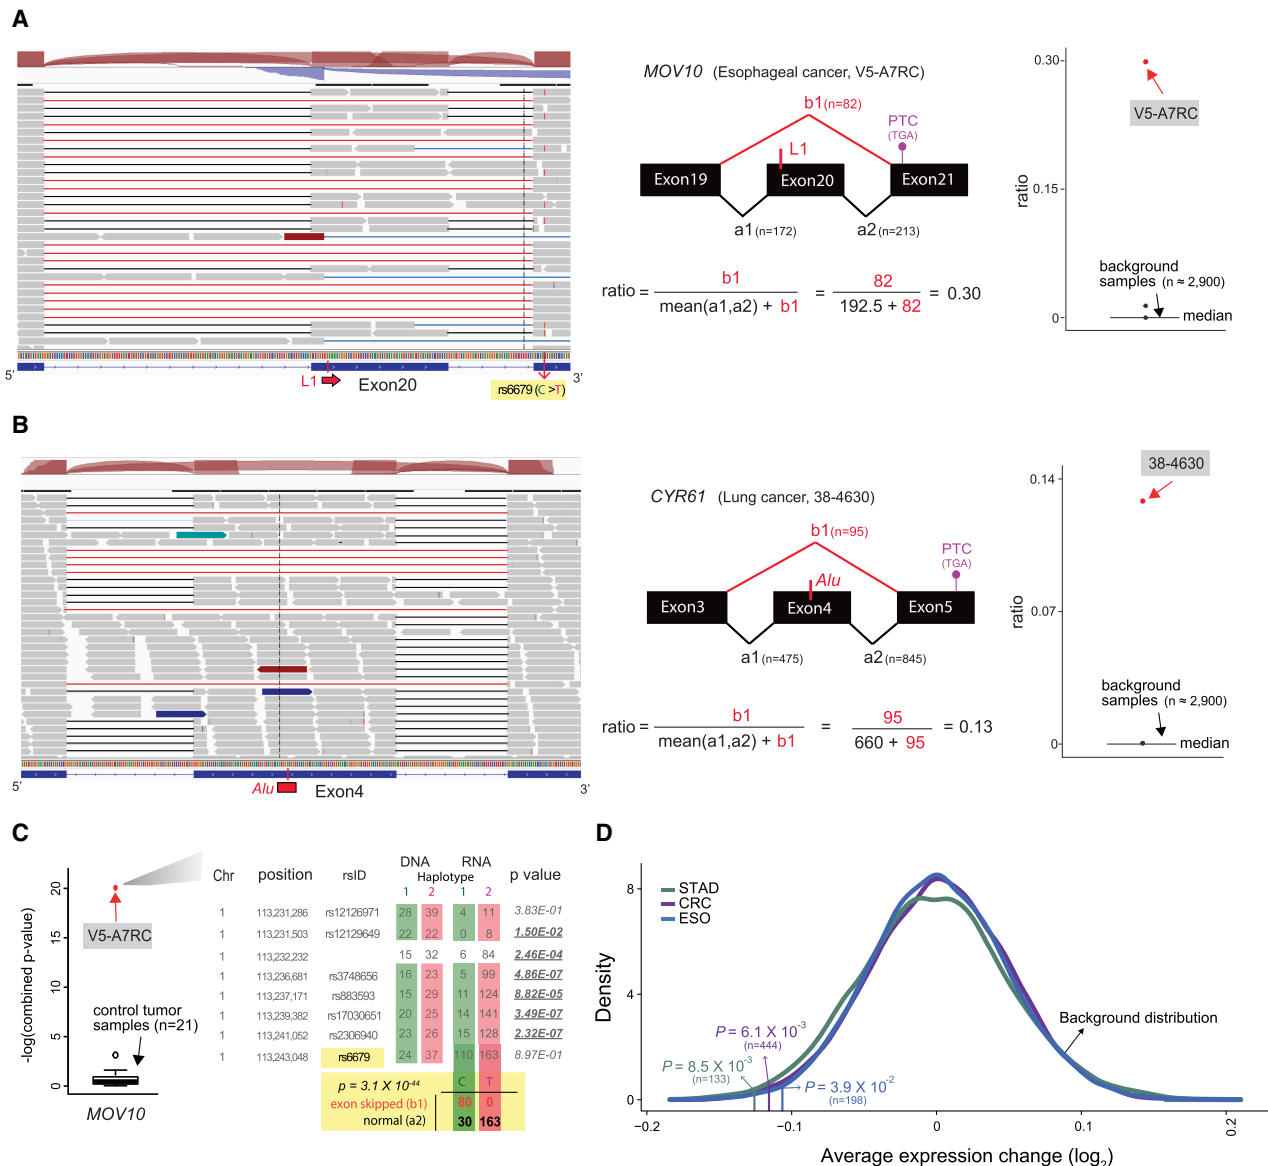 A
5'
L1
Exon20
rs6679 (C >T)
3'
MOV10 (Esophageal cancer, V5-A7RC)
b1(n=82)
PTC
(TGA)
L1
Exon19
Exon20
Exon21
a1(n=172)
a2(n=213)
ratio = b1 / mean(a1,a2) + b1 = 82 / 192.5 + 82 = 0.30
0.30
V5-A7RC
0.15
ratio
background
samples (n ≈ 2,900)
0
median
B
5'
Alu
Exon4
3'
CYR61 (Lung cancer, 38-4630)
b1(n=95)
PTC
(TGA)
Alu
Exon3
Exon4
Exon5
a1(n=475)
a2(n=845)
ratio = b1 / mean(a1,a2) + b1 = 95 / 660 + 95 = 0.13
38-4630
0.14
0.07
ratio
background
samples (n ≈ 2,900)
0
median
C
20
15
10
5
0
-log(combined p-value)
V5-A7RC
control tumor
samples (n=21)
MOV10
DNA RNA
Chr position rsID Haplotype p value
1 2 1 2
1 113,231,286 rs12126971 28 39 4 11 3.83E-01
1 113,231,503 rs12129649 22 22 0 8 1.50E-02
1 113,232,232 15 32 6 84 2.46E-04
1 113,236,681 rs3748656 16 23 5 99 4.86E-07
1 113,237,171 rs883593 15 29 11 124 8.82E-05
1 113,239,382 rs17030651 20 25 14 141 3.49E-07
1 113,241,052 rs2306940 23 26 15 128 2.32E-07
1 113,243,048 rs6679 24 37 110 163 8.97E-01
p = 3.1 X 10-44 C T
exon skipped (b1) 80 0
normal (a2) 30 163
D
STAD
CRC
ESO
8
4
0
Density
P = 6.1 X 10-3
(n=444)
P = 8.5 X 10-3
(n=133)
P = 3.9 X 10-2
(n=198)
Background distribution
−0.2 −0.1 0 0.1 0.2
Average expression change (log2)